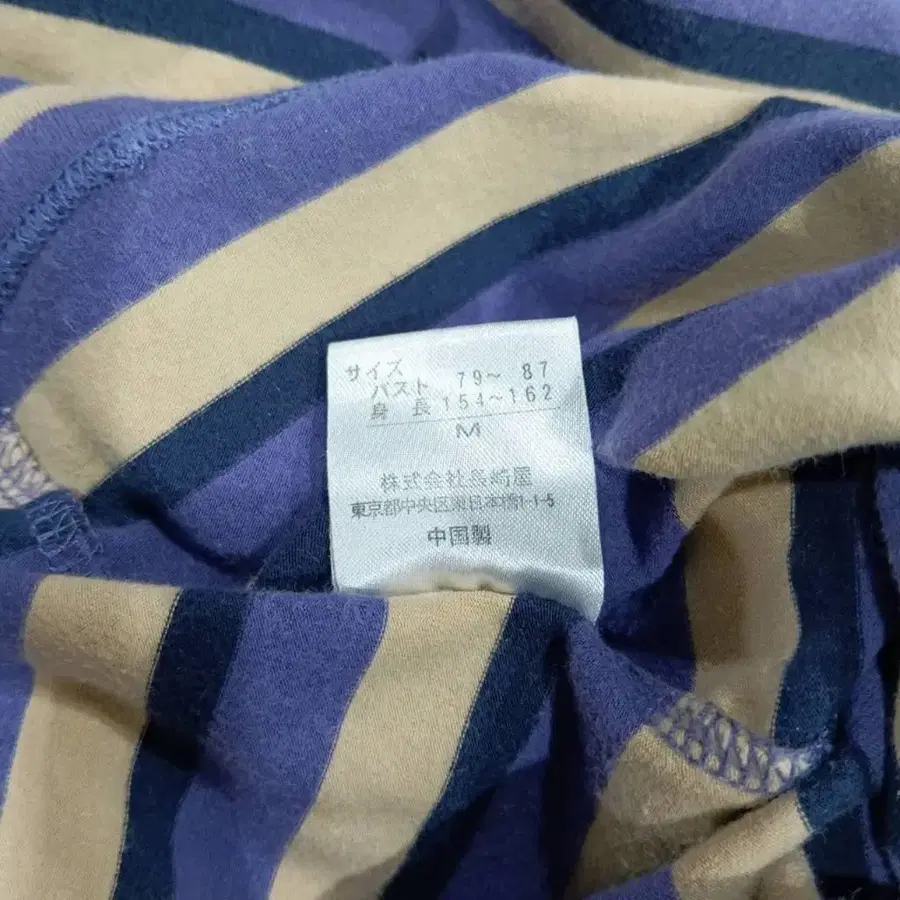 サイズ
バスト 79~ 87
身 長 154~162
M
株式会社長崎屋
東京都中央区東日本橋1-1-5
中国製